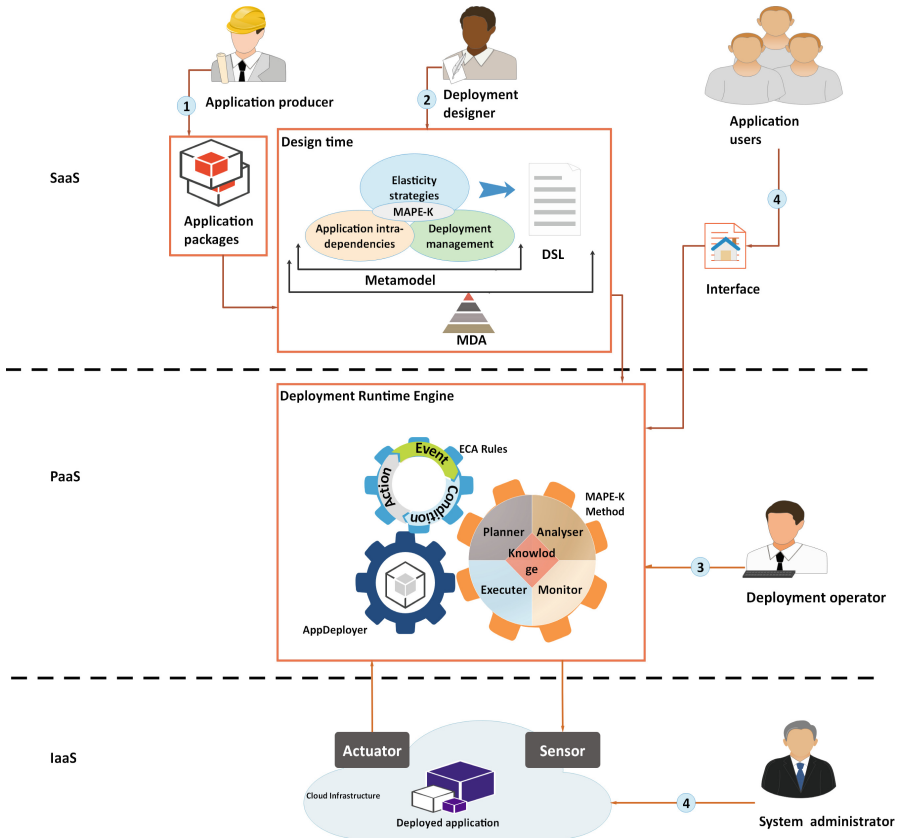 1
Application producer
2
Deployment
designer
Application
users
SaaS
Application
packages
Design time
Elasticity
strategies
MAPE-K
Application intra-
dependencies
Deployment
management
DSL
Metamodel
MDA
4
Interface
PaaS
Deployment Runtime Engine
ECA Rules
Event
Condition
Action
MAPE-K
Method
Planner
Analyser
Knowlod
ge
Executer
Monitor
AppDeployer
3
Deployment operator
IaaS
Actuator
Sensor
Cloud Infrastructure
Deployed application
4
System administrator